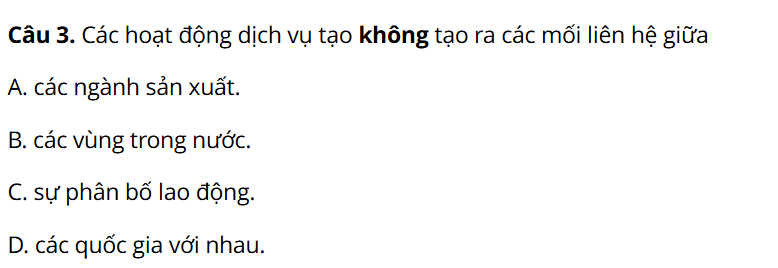 Câu 3. Các hoạt động dịch vụ tạo không tạo ra các mối liên hệ giữa
A. các ngành sản xuất.
B. các vùng trong nước.
C. sự phân bố lao động.
D. các quốc gia với nhau.